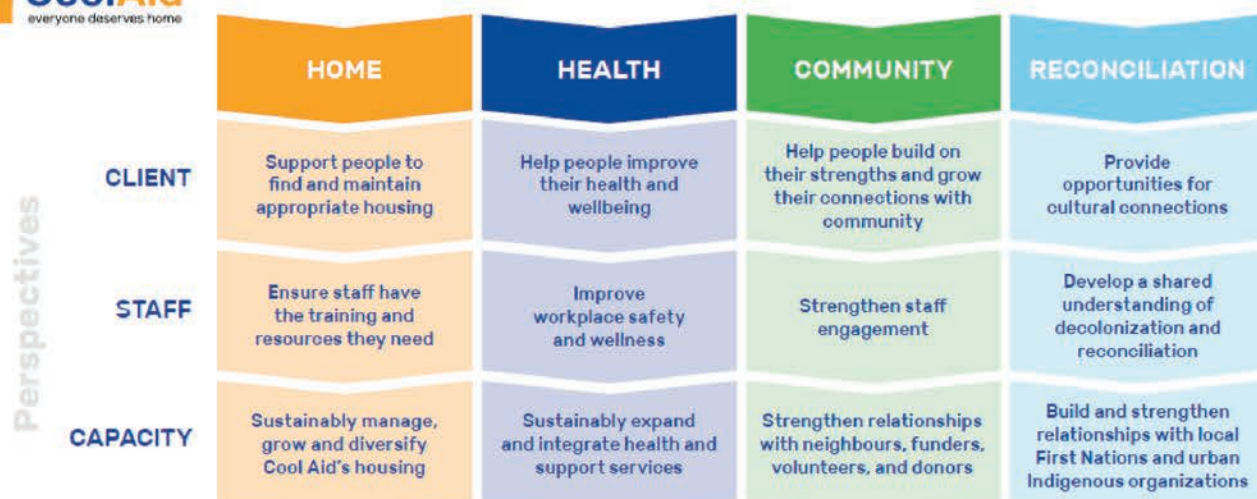 CoolAid
everyone deserves home
HOME
HEALTH
COMMUNITY
RECONCILIATION
Perspectives
CLIENT
Support people to
find and maintain
appropriate housing
Help people improve
their health and
wellbeing
Help people build on
their strengths and grow
their connections with
community
Provide
opportunities for
cultural connections
STAFF
Ensure staff have
the training and
resources they need
Improve
workplace safety
and wellness
Strengthen staff
engagement
Develop a shared
understanding of
decolonization and
reconciliation
CAPACITY
Sustainably manage,
grow and diversify
Cool Aid's housing
Sustainably expand
and integrate health and
support services
Strengthen relationships
with neighbours, funders,
volunteers, and donors
Build and strengthen
relationships with local
First Nations and urban
Indigenous organizations